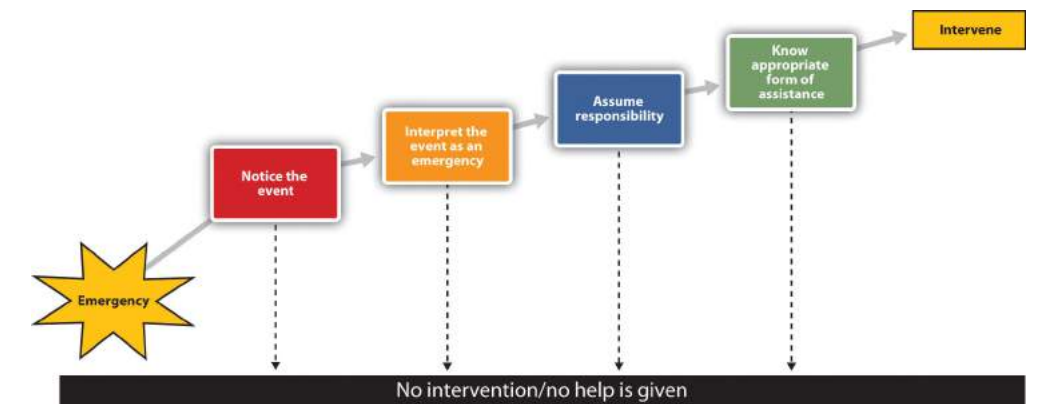 Emergency
Notice the
event
Interpret the
event as an
emergency
Assume
responsibility
Know
appropriate
form of
assistance
Intervene
No intervention/no help is given